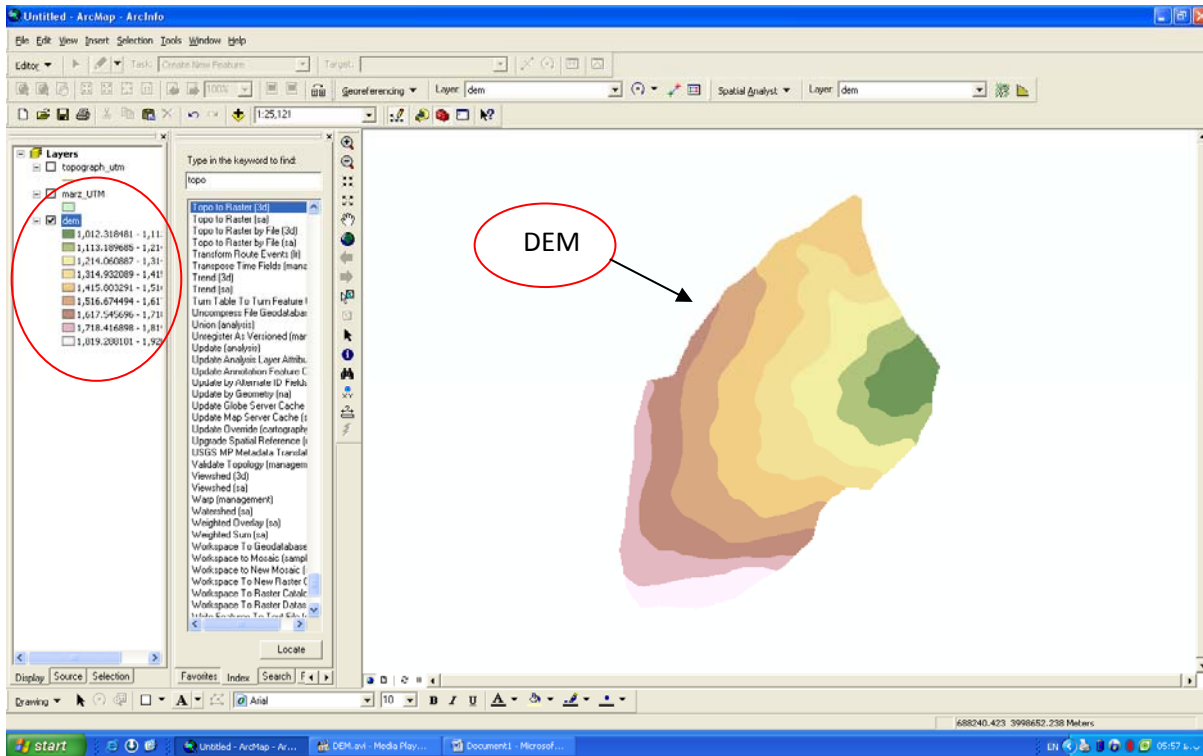 Untitled - ArcMap - ArcInfo
File Edit View Insert Selection Tools Window Help
Editor Task: Create New Feature Target:
100% Georeferencing Layer: dem Spatial Analyst Layer: dem
1:25,121
Layers
topograph_utm
marz_UTM
dem
1,012.318481 - 1,11
1,113.189685 - 1,21
1,214.060887 - 1,31
1,314.932089 - 1,41
1,415.803291 - 1,51
1,516.674494 - 1,61
1,617.545696 - 1,71
1,718.416898 - 1,81
1,819.288101 - 1,92
Display Source Selection
Type in the keyword to find:
topo
Topo to Raster (3d)
Topo to Raster (sa)
Topo to Raster by File (3d)
Topo to Raster by File (sa)
Transform Route Events (lr)
Transpose Time Fields (mana
Trend (3d)
Trend (sa)
Turn Table To Turn Feature
Uncompress File Geodatabas
Union (analysis)
Unregister As Versioned (mar
Update (analysis)
Update Analysis Layer Attribu
Update Annotation Feature C
Update by Alternate ID Fields
Update by Geometry (na)
Update Globe Server Cache
Update Map Server Cache (s
Update Override (cartography
Upgrade Spatial Reference (
USGS MP Metadata Translat
Validate Topology (managem
Viewshed (3d)
Viewshed (sa)
Warp (management)
Watershed (sa)
Weighted Overlay (sa)
Weighted Sum (sa)
Workspace To Geodatabase
Workspace to Mosaic (sampl
Workspace to New Mosaic (
Workspace To New Raster C
Workspace To Raster Catalo
Workspace To Raster Datas
Write Features To Text File
Locate
Favorites Index Search F
DEM
Drawing A Arial 10 B I U A
688240.423 3998652.238 Meters
start Untitled - ArcMap - Ar... DEM.avi - Media Play... Document1 - Microsof... EN 05:57